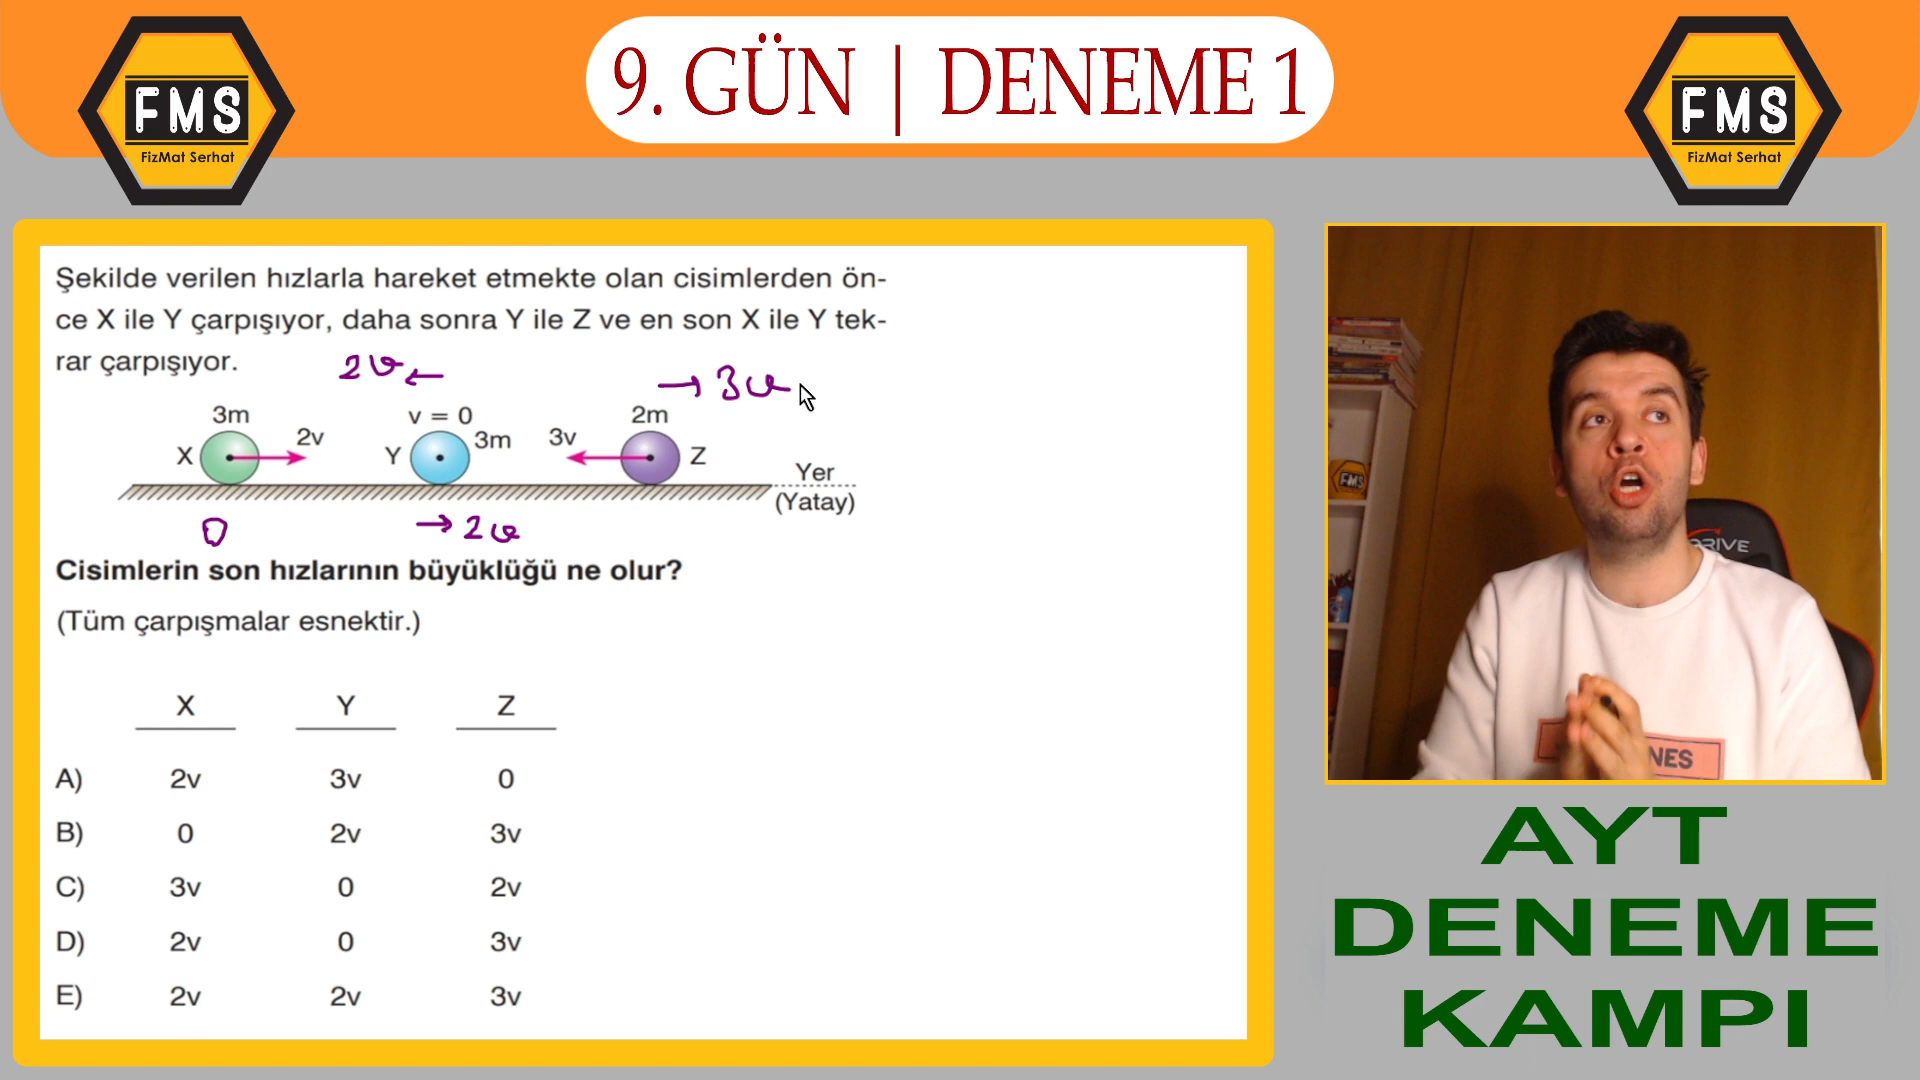 FMS
FizMat Serhat
9. GÜN | DENEME 1
FMS
FizMat Serhat
Şekilde verilen hızlarla hareket etmekte olan cisimlerden ön-
ce X ile Y çarpışıyor, daha sonra Y ile Z ve en son X ile Y tek-
rar çarpışıyor.
2v ← → 3v
3m v = 0 2m
X 2v Y 3m 3v Z
Yer
(Yatay)
0 → 2v
Cisimlerin son hızlarının büyüklüğü ne olur?
(Tüm çarpışmalar esnektir.)
X Y Z
A) 2v 3v 0
B) 0 2v 3v
C) 3v 0 2v
D) 2v 0 3v
E) 2v 2v 3v
FMS
NES
AYT
DENEME
KAMPI